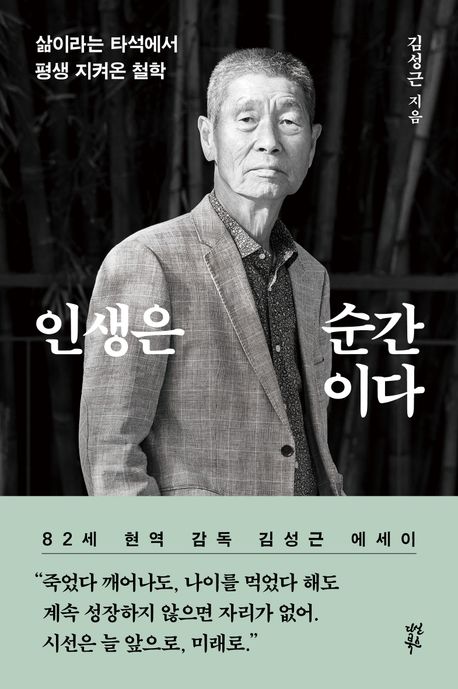 삶이라는 타석에서
평생 지켜온 철학
김성근 지음
인생은 순간
이다
82세 현역 감독 김성근 에세이
“죽었다 깨어나도, 나이를 먹었다 해도
계속 성장하지 않으면 자리가 없어.
시선은 늘 앞으로, 미래로.”
다산
북스